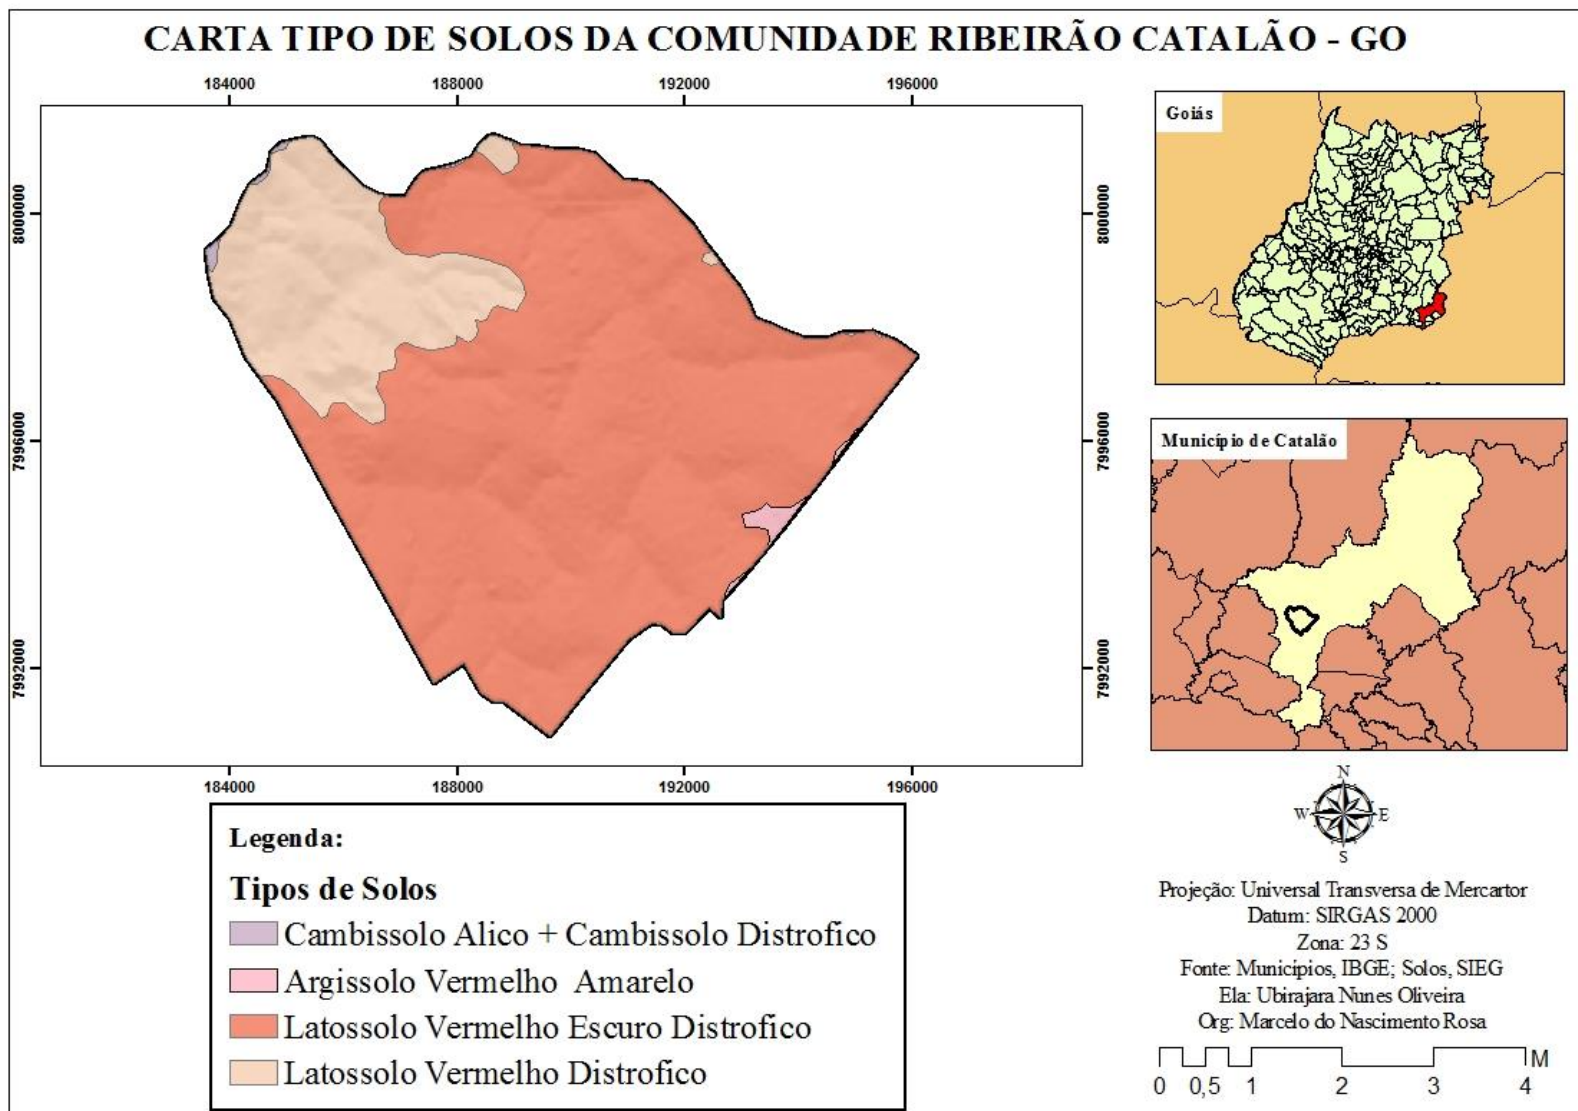 CARTA TIPO DE SOLOS DA COMUNIDADE RIBEIRÃO CATALÃO - GO
184000 188000 192000 196000
8000000 8000000
7996000 7996000
7992000 7992000
184000 188000 192000 196000
Goiás
Município de Catalão
Legenda:
Tipos de Solos
Cambissolo Alico + Cambissolo Distrofico
Argissolo Vermelho Amarelo
Latossolo Vermelho Escuro Distrofico
Latossolo Vermelho Distrofico
N
W E
S
Projeção: Universal Transversa de Mercartor
Datum: SIRGAS 2000
Zona: 23 S
Fonte: Municipios, IBGE; Solos, SIEG
Ela: Ubirajara Nunes Oliveira
Org: Marcelo do Nascimento Rosa
M
0 0,5 1 2 3 4